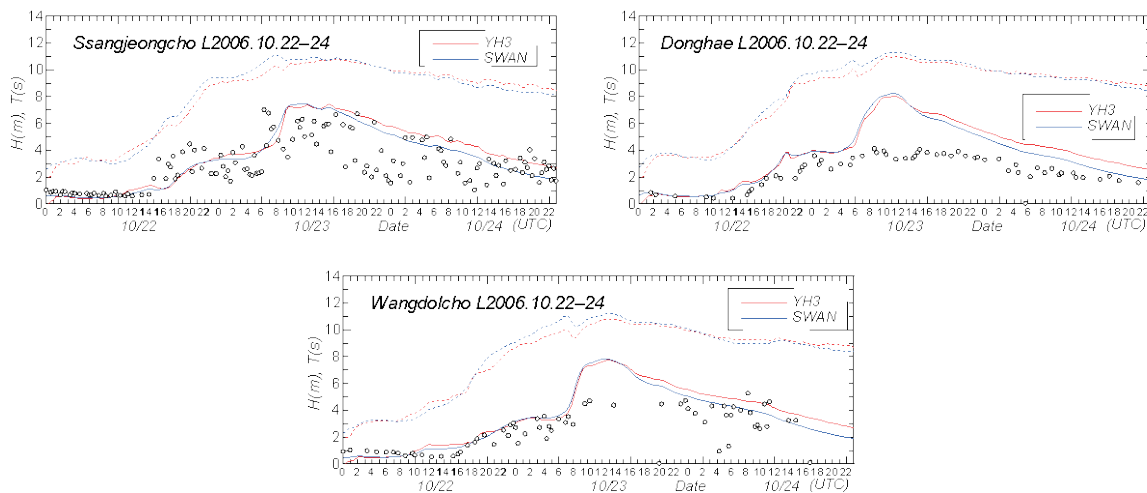 14
Ssangjeongcho L2006.10.22–24
YH3
SWAN
12
10
8
6
4
2
0
H(m), T(s)
0 2 4 6 8 10 12 14 1 16 18 20 22 2 0 2 4 6 8 10 12 14 16 18 20 22 0 2 4 6 8 10 12 14 16 18 20 22
10/22 10/23 Date 10/24 (UTC)
14
Donghae L2006.10.22–24
12
10
8
6
4
2
0
YH3
SWAN
H(m), T(s)
0 2 4 6 8 10 12 14 16 18 20 22 0 2 4 6 8 10 12 14 16 18 20 22 0 2 4 6 8 10 12 14 16 18 20 22
10/22 10/23 Date 10/24 (UTC)
14
Wangdolcho L2006.10.22–24
YH3
SWAN
12
10
8
6
4
2
0
H(m), T(s)
0 2 4 6 8 10 12 14 16 18 20 22 0 2 4 6 8 10 12 14 16 18 20 22 0 2 4 6 8 10 12 14 16 18 20 22
10/22 10/23 Date 10/24 (UTC)